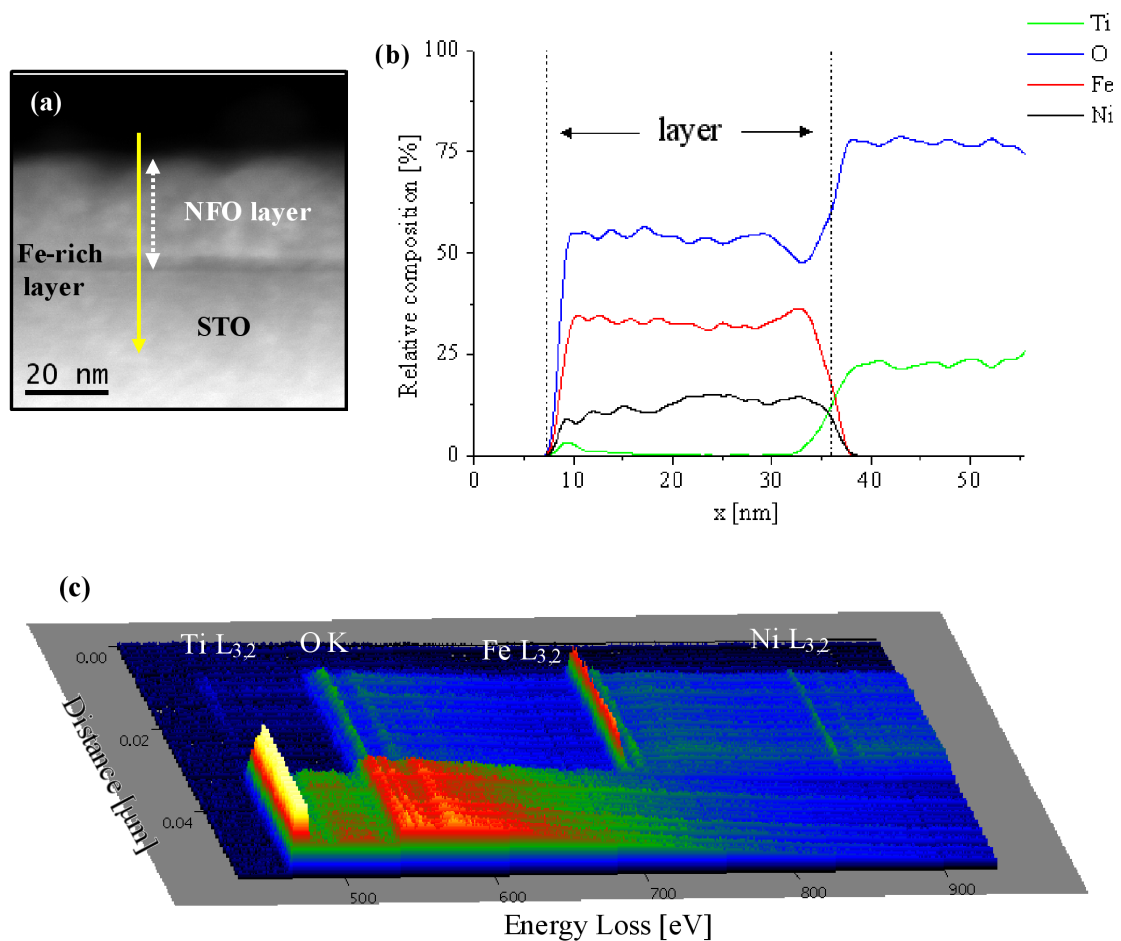 (a)
NFO layer
Fe-rich
layer
STO
20 nm
(b)
Ti
O
Fe
Ni
100
75
50
25
0
Relative composition [%]
layer
0 10 20 30 40 50
x [nm]
(c)
Ti L3,2 O K Fe L3,2 Ni L3,2
0.00
0.02
0.04
Distance [µm]
500 600 700 800 900
Energy Loss [eV]